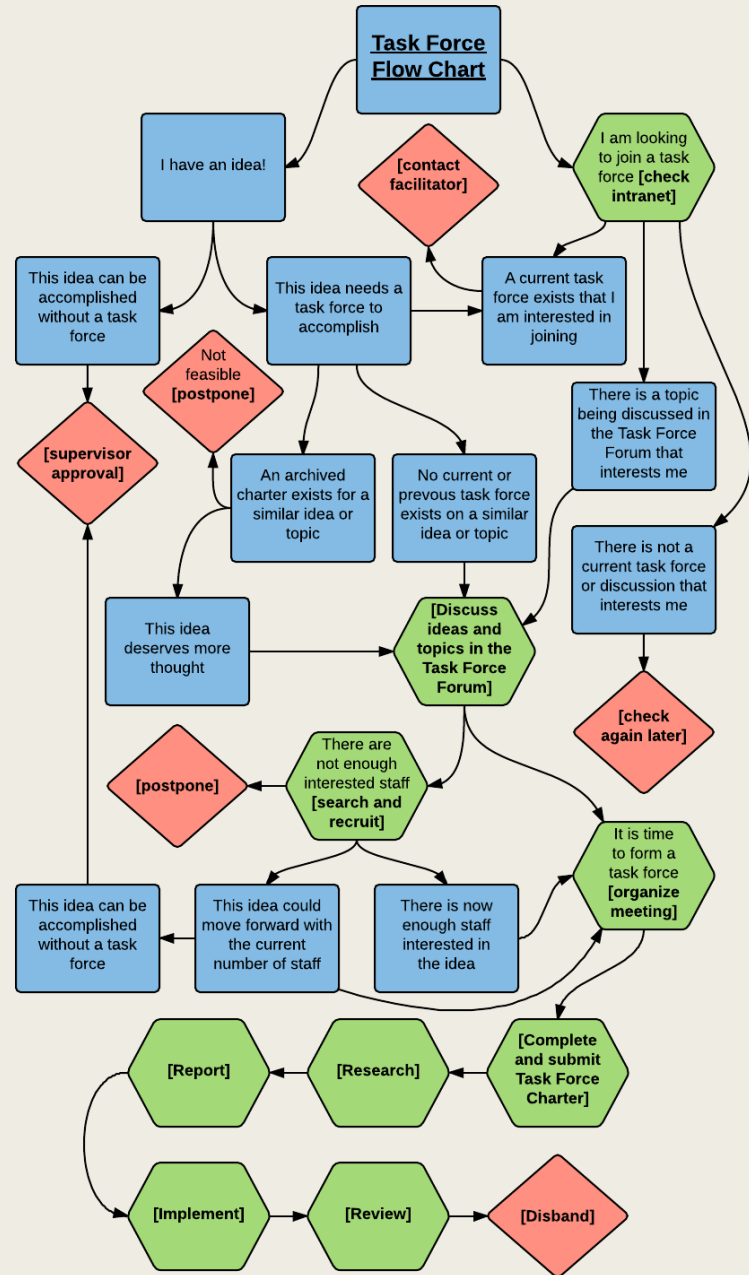 Task Force
Flow Chart
I have an idea!
[contact
facilitator]
I am looking
to join a task
force [check
intranet]
This idea can be
accomplished
without a task
force
This idea needs a
task force to
accomplish
A current task
force exists that I
am interested in
joining
Not
feasible
[postpone]
There is a topic
being discussed in
the Task Force
Forum that
interests me
[supervisor
approval]
An archived
charter exists for a
similar idea or
topic
No current or
prevous task force
exists on a similar
idea or topic
There is not a
current task force
or discussion that
interests me
This idea
deserves more
thought
[Discuss
ideas and
topics in the
Task Force
Forum]
[check
again later]
[postpone]
There are
not enough
interested staff
[search and
recruit]
It is time
to form a
task force
[organize
meeting]
This idea can be
accomplished
without a task
force
This idea could
move forward with
the current
number of staff
There is now
enough staff
interested in
the idea
[Report]
[Research]
[Complete
and submit
Task Force
Charter]
[Implement]
[Review]
[Disband]